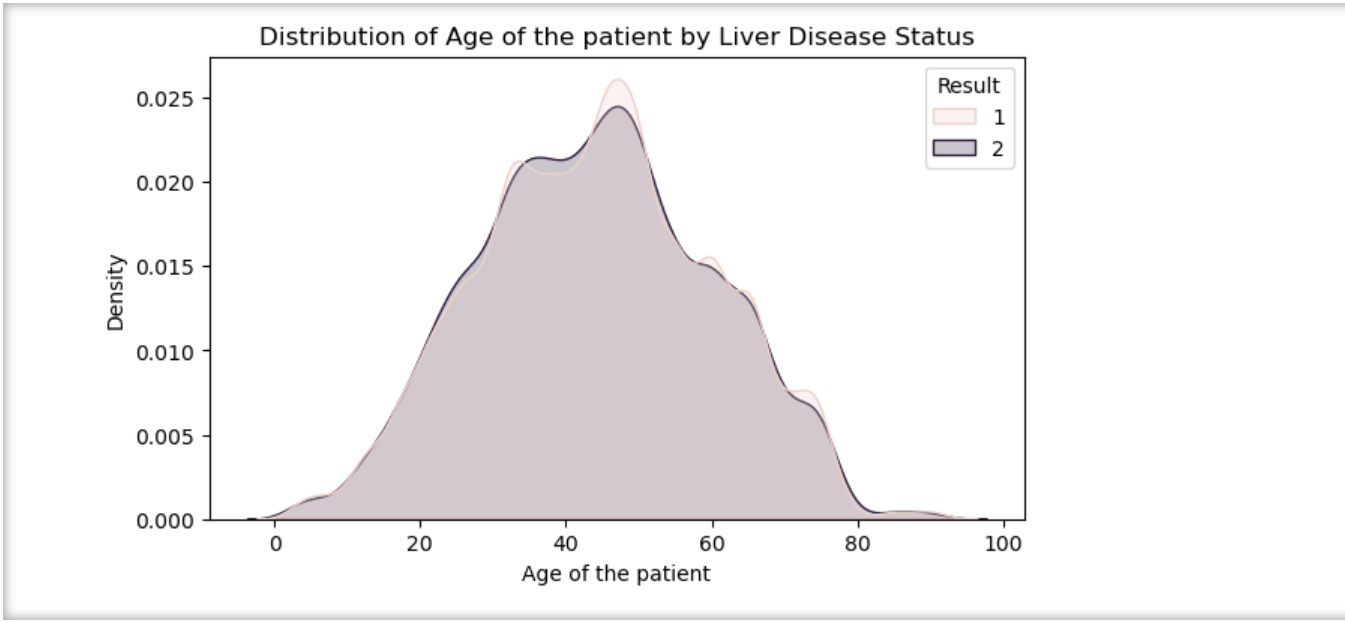 Distribution of Age of the patient by Liver Disease Status
Result
1
2
0.025
0.020
0.015
0.010
0.005
0.000
Density
0 20 40 60 80 100
Age of the patient